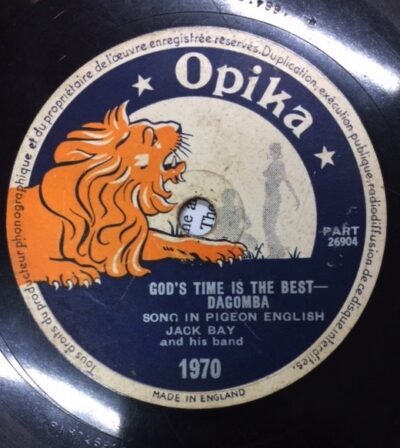 Tous droits du producteur phonographique et du propriétaire de l'œuvre enregistrée réservés. Duplication, exécution publique, radiodiffusion de ce disque interdites.
Opika
PART
26904
GOD'S TIME IS THE BEST—
DAGOMBA
SONG IN PIGEON ENGLISH
JACK BAY
and his band
1970
MADE IN ENGLAND